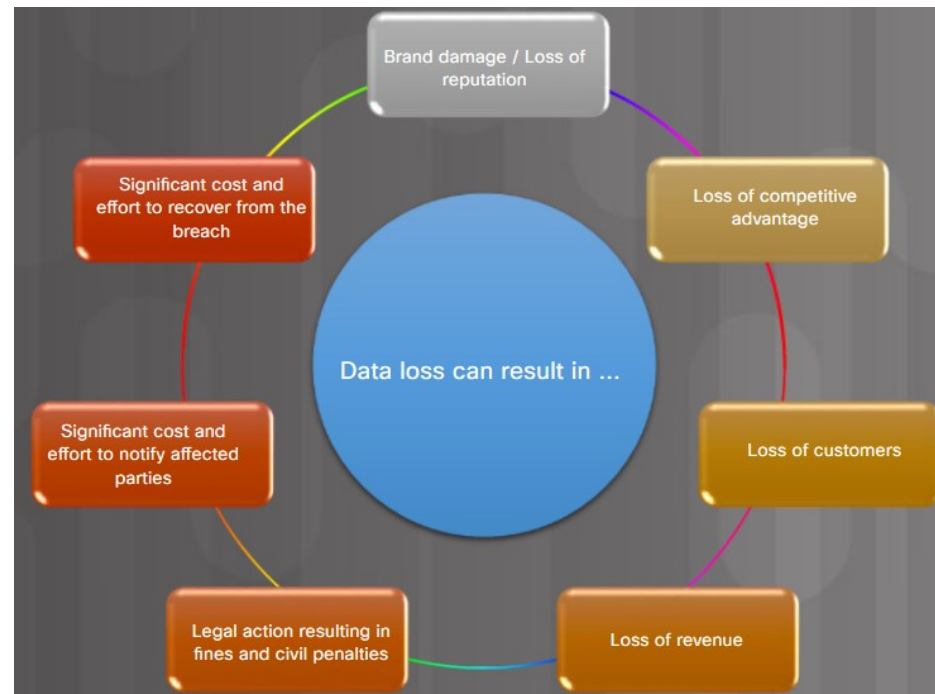 Brand damage / Loss of
reputation
Loss of competitive
advantage
Loss of customers
Loss of revenue
Legal action resulting in
fines and civil penalties
Significant cost and
effort to notify affected
parties
Significant cost and
effort to recover from the
breach
Data loss can result in ...